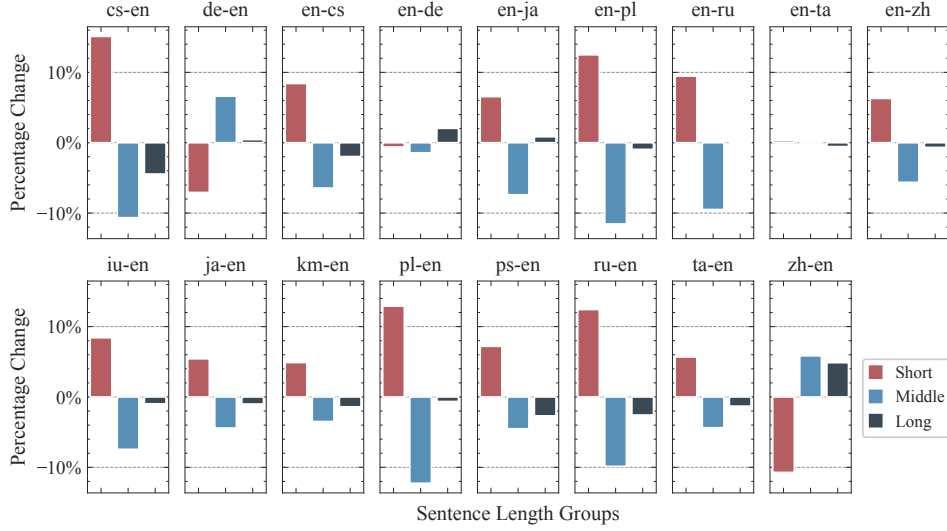 cs-en de-en en-cs en-de en-ja en-pl en-ru en-ta en-zh
Percentage Change
10%
0%
−10%
iu-en ja-en km-en pl-en ps-en ru-en ta-en zh-en
Percentage Change
10%
0%
−10%
Short
Middle
Long
Sentence Length Groups